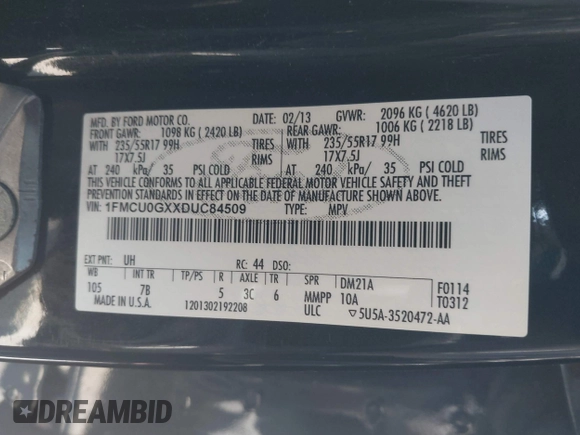 MFD. BY FORD MOTOR CO.
DATE: 02/13 GVWR: 2096 KG ( 4620 LB)
FRONT GAWR: 1098 KG ( 2420 LB) REAR GAWR: 1006 KG ( 2218 LB)
WITH 235/55R17 99H TIRES WITH 235/55R17 99H TIRES
17X7.5J RIMS 17X7.5J RIMS
AT 240 kPa/ 35 PSI COLD AT 240 kPa/ 35 PSI COLD
THIS VEHICLE CONFORMS TO ALL APPLICABLE FEDERAL MOTOR VEHICLE SAFETY AND THEFT
PREVENTION STANDARDS IN EFFECT ON THE DATE OF MANUFACTURE SHOWN ABOVE.
VIN: 1FMCU0GXXDUC84509 TYPE: MPV
EXT PNT: UH RC: 44 DSO:
WB INT TR TP/PS R AXLE TR SPR DM21A F0114
105 7B 5 3C 6 MMPP 10A T0312
MADE IN U.S.A. 1201302192208 ULC 5U5A-3520472-AA
DREAMBID